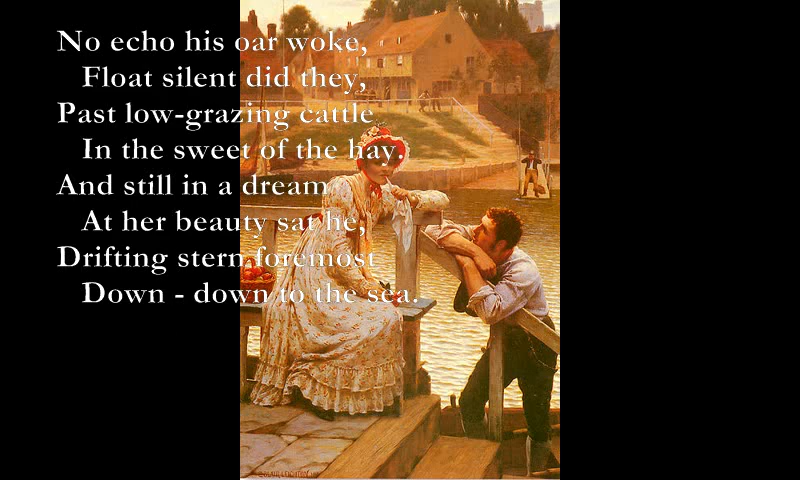 No echo his oar woke,
Float silent did they,
Past low-grazing cattle
In the sweet of the hay.
And still in a dream
At her beauty sat he,
Drifting stern foremost
Down - down to the sea.